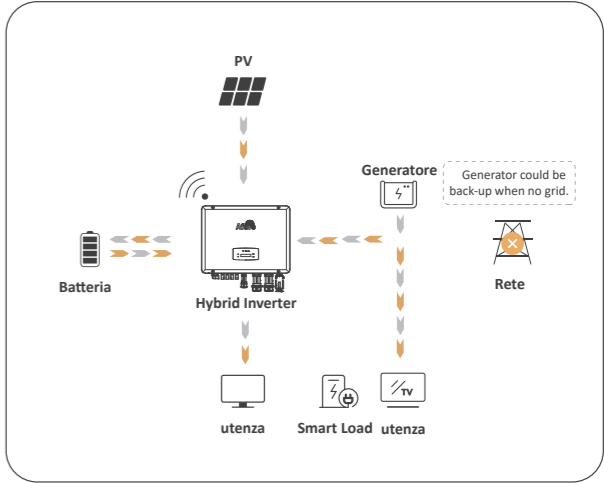 PV
Generatore
Generator could be
back-up when no grid.
Batteria
Hybrid Inverter
Rete
TV
utenza
Smart Load
utenza